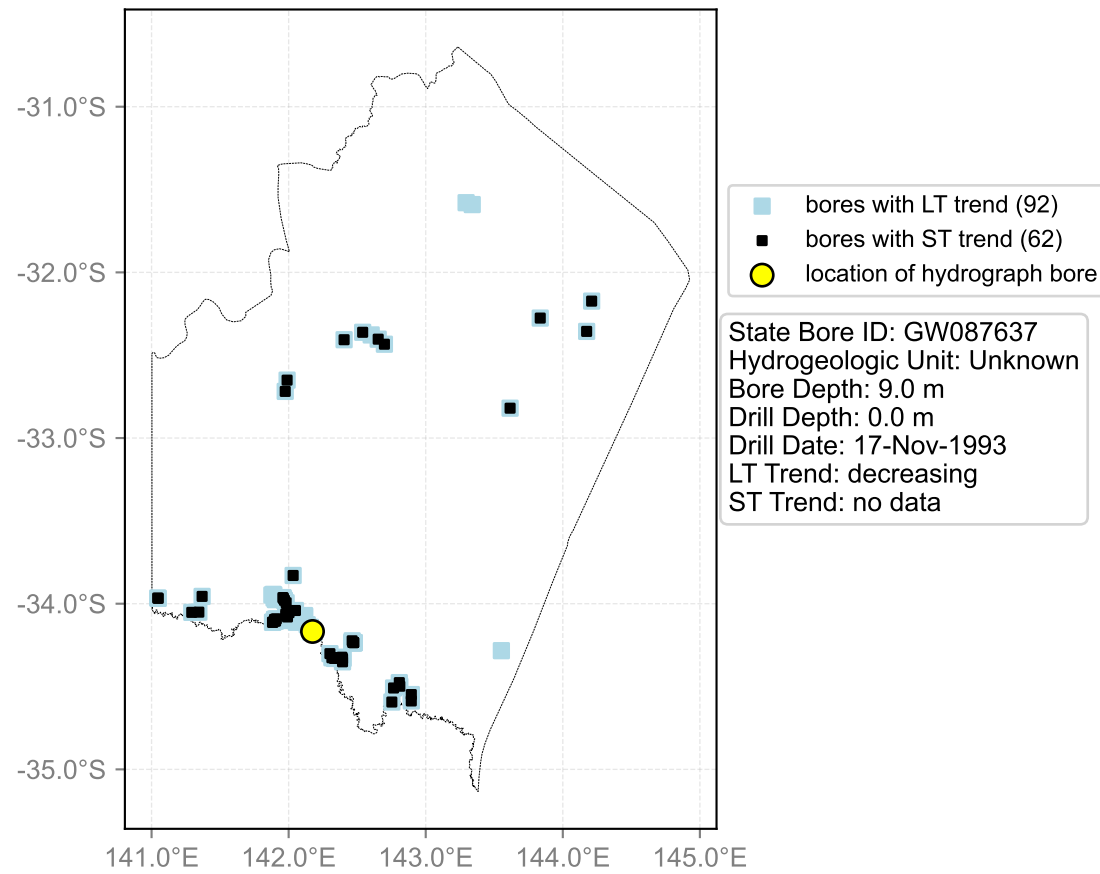 -31.0°S
-32.0°S
-33.0°S
-34.0°S
-35.0°S
141.0°E 142.0°E 143.0°E 144.0°E 145.0°E
bores with LT trend (92)
bores with ST trend (62)
location of hydrograph bore
State Bore ID: GW087637
Hydrogeologic Unit: Unknown
Bore Depth: 9.0 m
Drill Depth: 0.0 m
Drill Date: 17-Nov-1993
LT Trend: decreasing
ST Trend: no data